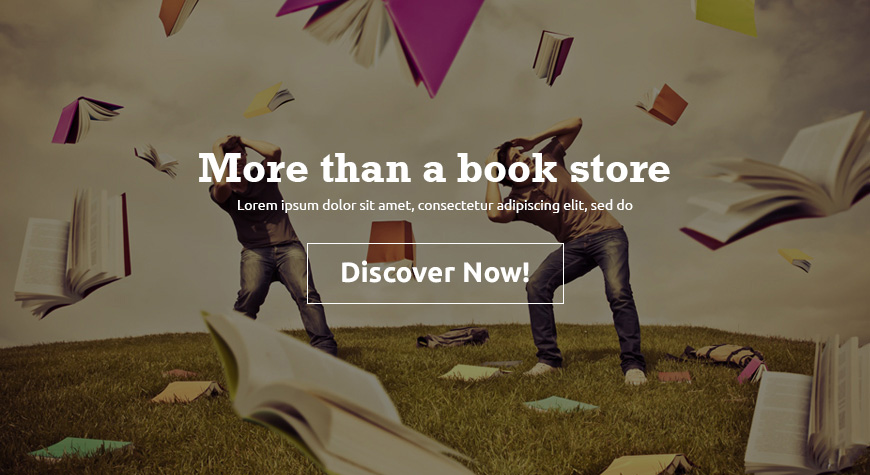 More than a book store
Lorem ipsum dolor sit amet, consectetur adipiscing elit, sed do
Discover Now!